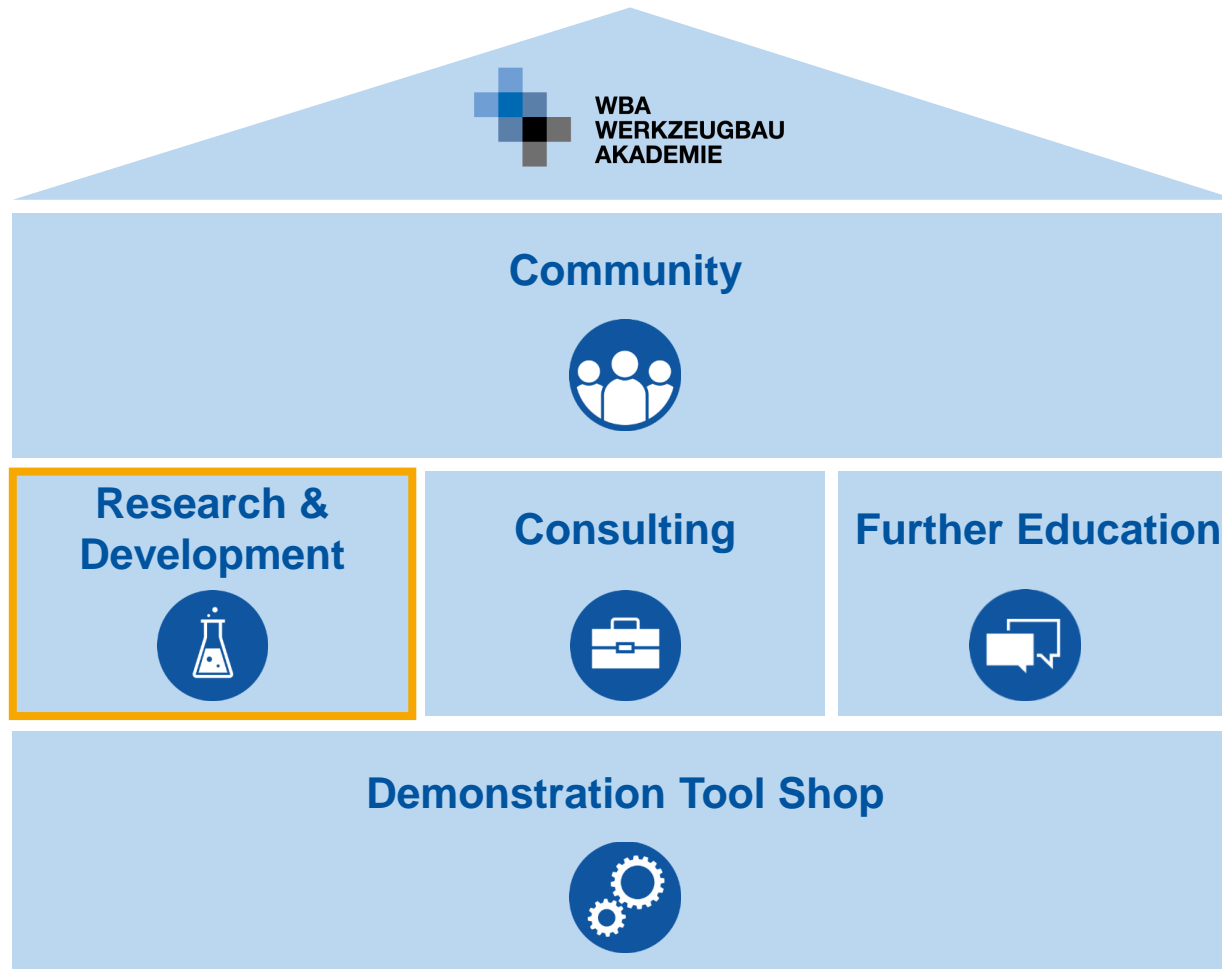 WBA
WERKZEUGBAU
AKADEMIE
Community
Research &
Development
Consulting
Further Education
Demonstration Tool Shop